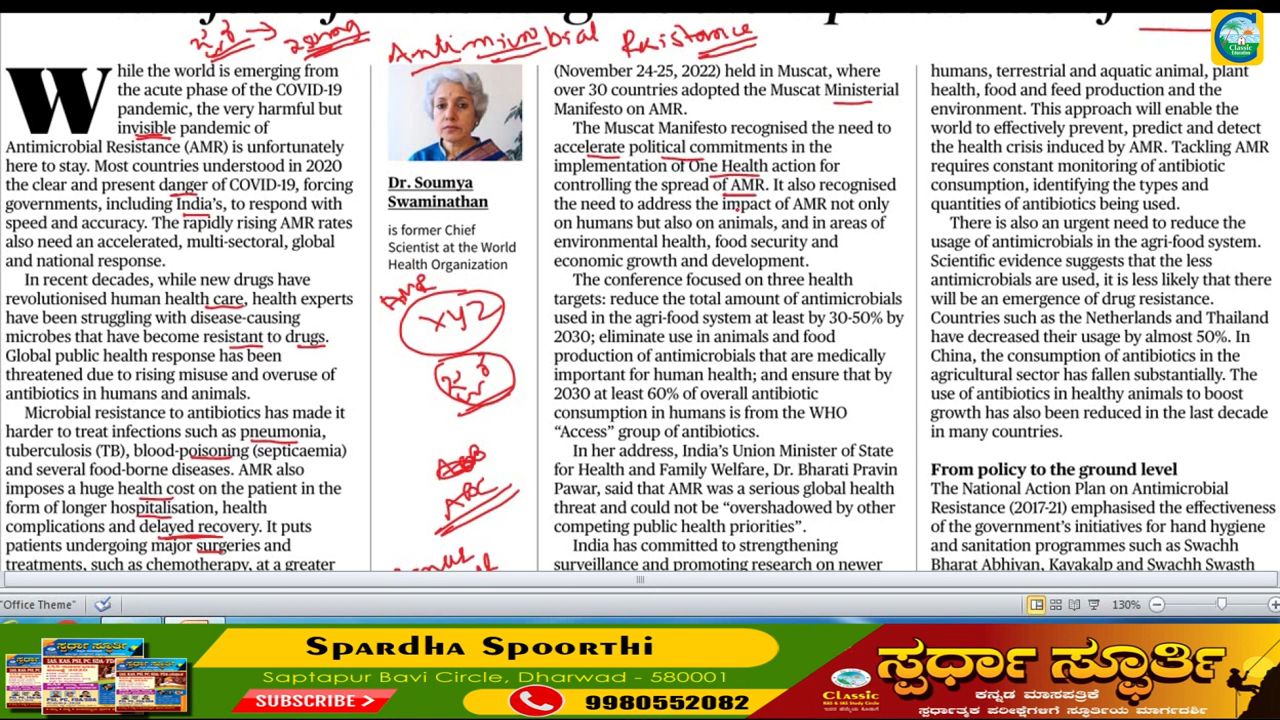 Antimicrobial Resistance
Classic
Education
While the world is emerging from
the acute phase of the COVID-19
pandemic, the very harmful but
invisible pandemic of
Antimicrobial Resistance (AMR) is unfortunately
here to stay. Most countries understood in 2020
the clear and present danger of COVID-19, forcing
governments, including India's, to respond with
speed and accuracy. The rapidly rising AMR rates
also need an accelerated, multi-sectoral, global
and national response.
In recent decades, while new drugs have
revolutionised human health care, health experts
have been struggling with disease-causing
microbes that have become resistant to drugs.
Global public health response has been
threatened due to rising misuse and overuse of
antibiotics in humans and animals.
Microbial resistance to antibiotics has made it
harder to treat infections such as pneumonia,
tuberculosis (TB), blood-poisoning (septicaemia)
and several food-borne diseases. AMR also
imposes a huge health cost on the patient in the
form of longer hospitalisation, health
complications and delayed recovery. It puts
patients undergoing major surgeries and
treatments, such as chemotherapy, at a greater
Dr. Soumya
Swaminathan
is former Chief
Scientist at the World
Health Organization
AMR
XYZ
ABC
(November 24-25, 2022) held in Muscat, where
over 30 countries adopted the Muscat Ministerial
Manifesto on AMR.
The Muscat Manifesto recognised the need to
accelerate political commitments in the
implementation of One Health action for
controlling the spread of AMR. It also recognised
the need to address the impact of AMR not only
on humans but also on animals, and in areas of
environmental health, food security and
economic growth and development.
The conference focused on three health
targets: reduce the total amount of antimicrobials
used in the agri-food system at least by 30-50% by
2030; eliminate use in animals and food
production of antimicrobials that are medically
important for human health; and ensure that by
2030 at least 60% of overall antibiotic
consumption in humans is from the WHO
“Access” group of antibiotics.
In her address, India's Union Minister of State
for Health and Family Welfare, Dr. Bharati Pravin
Pawar, said that AMR was a serious global health
threat and could not be “overshadowed by other
competing public health priorities”.
India has committed to strengthening
surveillance and promoting research on newer
humans, terrestrial and aquatic animal, plant
health, food and feed production and the
environment. This approach will enable the
world to effectively prevent, predict and detect
the health crisis induced by AMR. Tackling AMR
requires constant monitoring of antibiotic
consumption, identifying the types and
quantities of antibiotics being used.
There is also an urgent need to reduce the
usage of antimicrobials in the agri-food system.
Scientific evidence suggests that the less
antimicrobials are used, it is less likely that there
will be an emergence of drug resistance.
Countries such as the Netherlands and Thailand
have decreased their usage by almost 50%. In
China, the consumption of antibiotics in the
agricultural sector has fallen substantially. The
use of antibiotics in healthy animals to boost
growth has also been reduced in the last decade
in many countries.
From policy to the ground level
The National Action Plan on Antimicrobial
Resistance (2017-21) emphasised the effectiveness
of the government's initiatives for hand hygiene
and sanitation programmes such as Swachh
Bharat Abhiyan, Kayakalp and Swachh Swasth
"Office Theme"
130%
Spardha Spoorthi
Saptapur Bavi Circle, Dharwad - 580001
SUBSCRIBE
9980552082
ಸ್ಪರ್ಧಾ ಸ್ಫೂರ್ತಿ
ಕನ್ನಡ ಮಾಸಪತ್ರಿಕೆ
ಸ್ಪರ್ಧಾತ್ಮಕ ಪರೀಕ್ಷೆಗಳಿಗೆ ಸ್ಫೂರ್ತಿಯ ಮಾರ್ಗದರ್ಶಿ
Classic